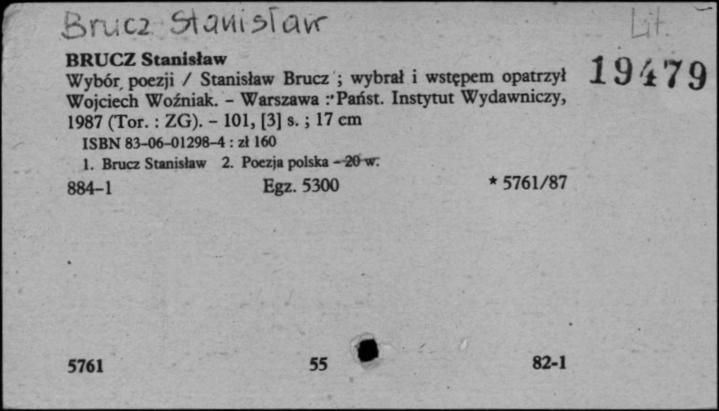 Brucz Stanisław
Lit.
BRUCZ Stanisław
19479
Wybór poezji / Stanisław Brucz ; wybrał i wstępem opatrzył
Wojciech Woźniak. – Warszawa : Państ. Instytut Wydawniczy,
1987 (Tor. : ZG). – 101, [3] s. ; 17 cm
ISBN 83-06-01298-4 : zł 160
1. Brucz Stanisław 2. Poezja polska – 20 w.
884-1 Egz. 5300 * 5761/87
5761 55 82-1